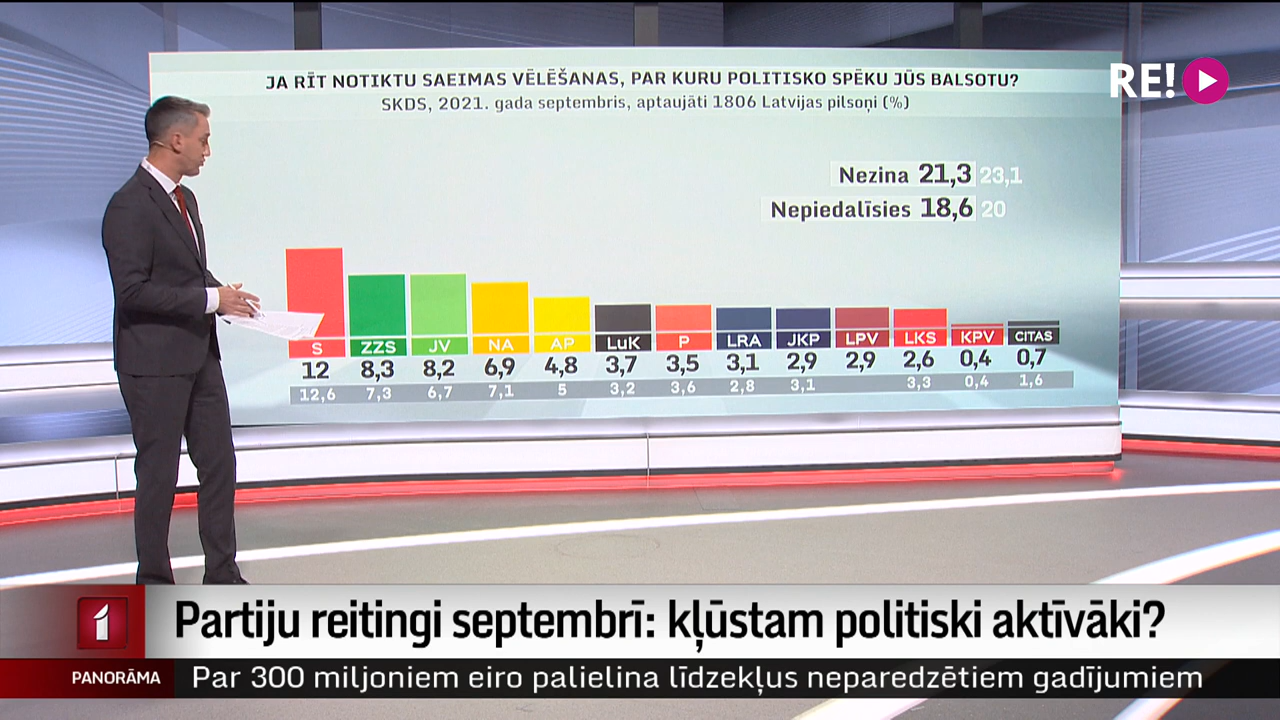 JA RĪT NOTIKTU SAEIMAS VĒLĒŠANAS, PAR KURU POLITISKO SPĒKU JŪS BALSOTU?
SKDS, 2021. gada septembris, aptaujāti 1806 Latvijas pilsoņi (%)
RE!
Nezina 21,3 23,1
Nepiedalīsies 18,6 20
S ZZS JV NA AP LuK P LRA JKP LPV LKS KPV CITAS
12 8,3 8,2 6,9 4,8 3,7 3,5 3,1 2,9 2,9 2,6 0,4 0,7
12,6 7,3 6,7 7,1 5 3,2 3,6 2,8 3,1 3,3 0,4 1,6
1 Partiju reitingi septembrī: kļūstam politiski aktīvāki?
PANORĀMA Par 300 miljoniem eiro palielina līdzekļus neparedzētiem gadījumiem